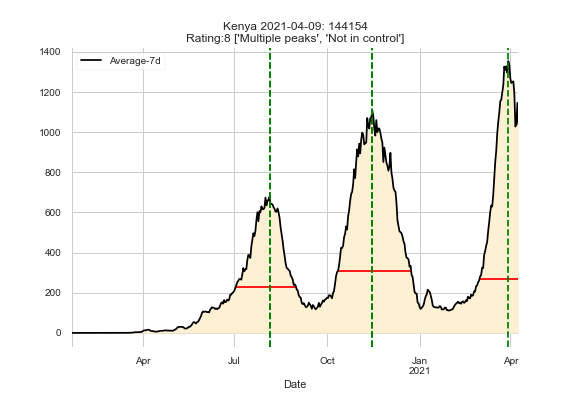 Kenya 2021-04-09: 144154
Rating:8 ['Multiple peaks', 'Not in control']
Average-7d
1400
1200
1000
800
600
400
200
0
Apr Jul Oct Jan Apr
2021
Date